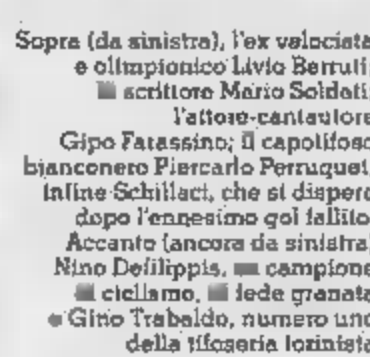 Sopra (da sinistra), l'ex velocista
e olimpionico Livio Berruti;
scrittore Mario Soldati;
l'attore-cantautore
Gipo Farassino; il capotifoso
bianconero Piercarlo Perruquet.
Infine Schillaci, che si dispera
dopo l'ennesimo gol fallito.
Accanto (ancora da sinistra)
Nino Defilippis, campione
ciclismo, fede granata
e Gino Trabaldo, numero uno
della tifoseria torinista